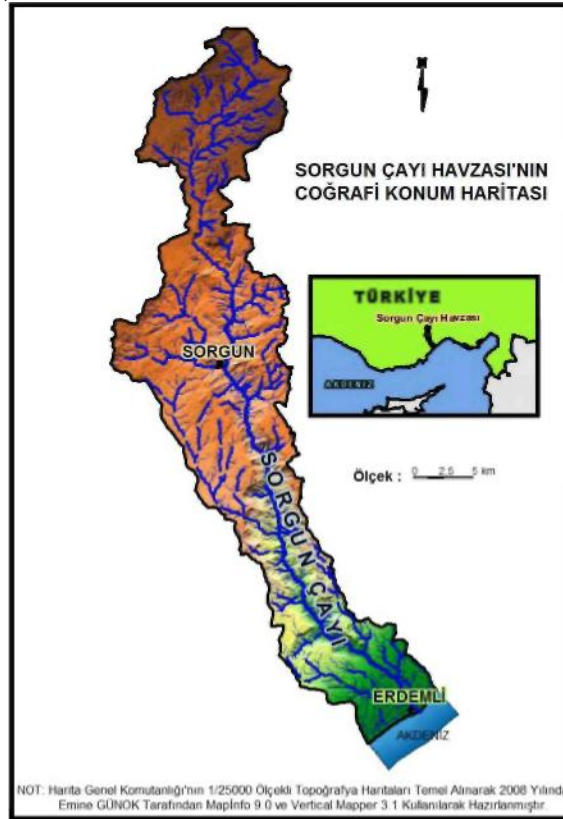 SORGUN ÇAYI HAVZASI'NIN
COĞRAFİ KONUM HARİTASI
TÜRKİYE
Sorgun Çayı Havzası
AKDENİZ
SORGUN
Ölçek : 0 2.5 5 km
SORGUN ÇAYI
ERDEMLİ
AKDENİZ
NOT: Harita Genel Komutanlığı'nın 1/25000 Ölçekli Topoğrafya Haritaları Temel Alınarak 2008 Yılında
Emine GÜNOK Tarafından MapInfo 9.0 ve Vertical Mapper 3.1 Kullanılarak Hazırlanmıştır.